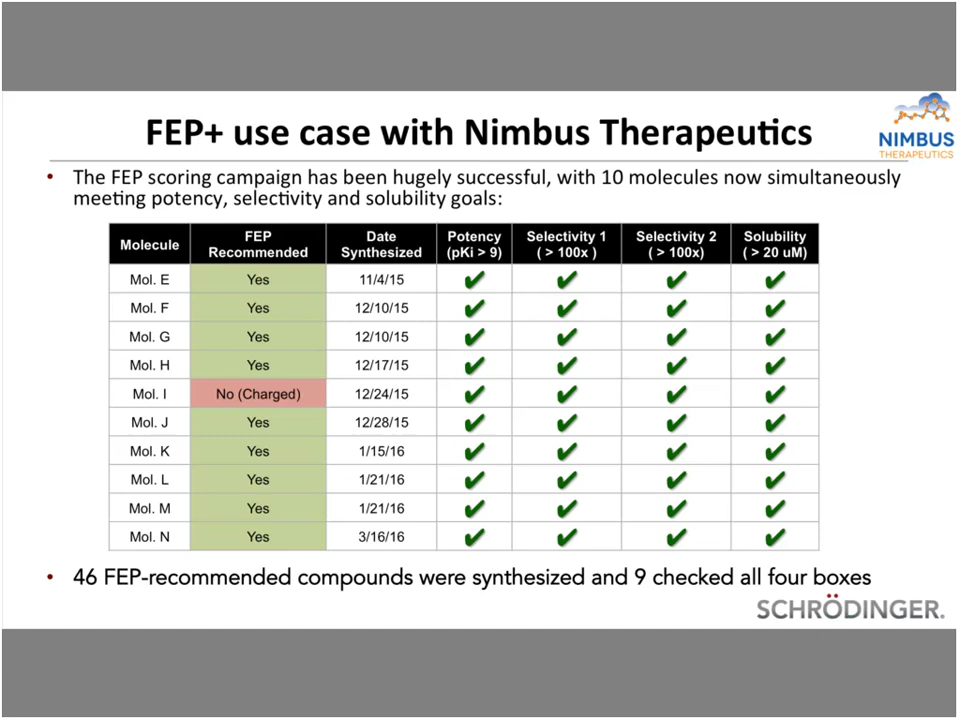 NIMBUS
THERAPEUTICS
FEP+ use case with Nimbus Therapeutics
• The FEP scoring campaign has been hugely successful, with 10 molecules now simultaneously
meeting potency, selectivity and solubility goals:
Molecule FEP Recommended Date Synthesized Potency (pKi > 9) Selectivity 1 ( > 100x ) Selectivity 2 ( > 100x) Solubility ( > 20 uM)
Mol. E Yes 11/4/15 ✔ ✔ ✔ ✔
Mol. F Yes 12/10/15 ✔ ✔ ✔ ✔
Mol. G Yes 12/10/15 ✔ ✔ ✔ ✔
Mol. H Yes 12/17/15 ✔ ✔ ✔ ✔
Mol. I No (Charged) 12/24/15 ✔ ✔ ✔ ✔
Mol. J Yes 12/28/15 ✔ ✔ ✔ ✔
Mol. K Yes 1/15/16 ✔ ✔ ✔ ✔
Mol. L Yes 1/21/16 ✔ ✔ ✔ ✔
Mol. M Yes 1/21/16 ✔ ✔ ✔ ✔
Mol. N Yes 3/16/16 ✔ ✔ ✔ ✔
• 46 FEP-recommended compounds were synthesized and 9 checked all four boxes
SCHRÖDINGER.